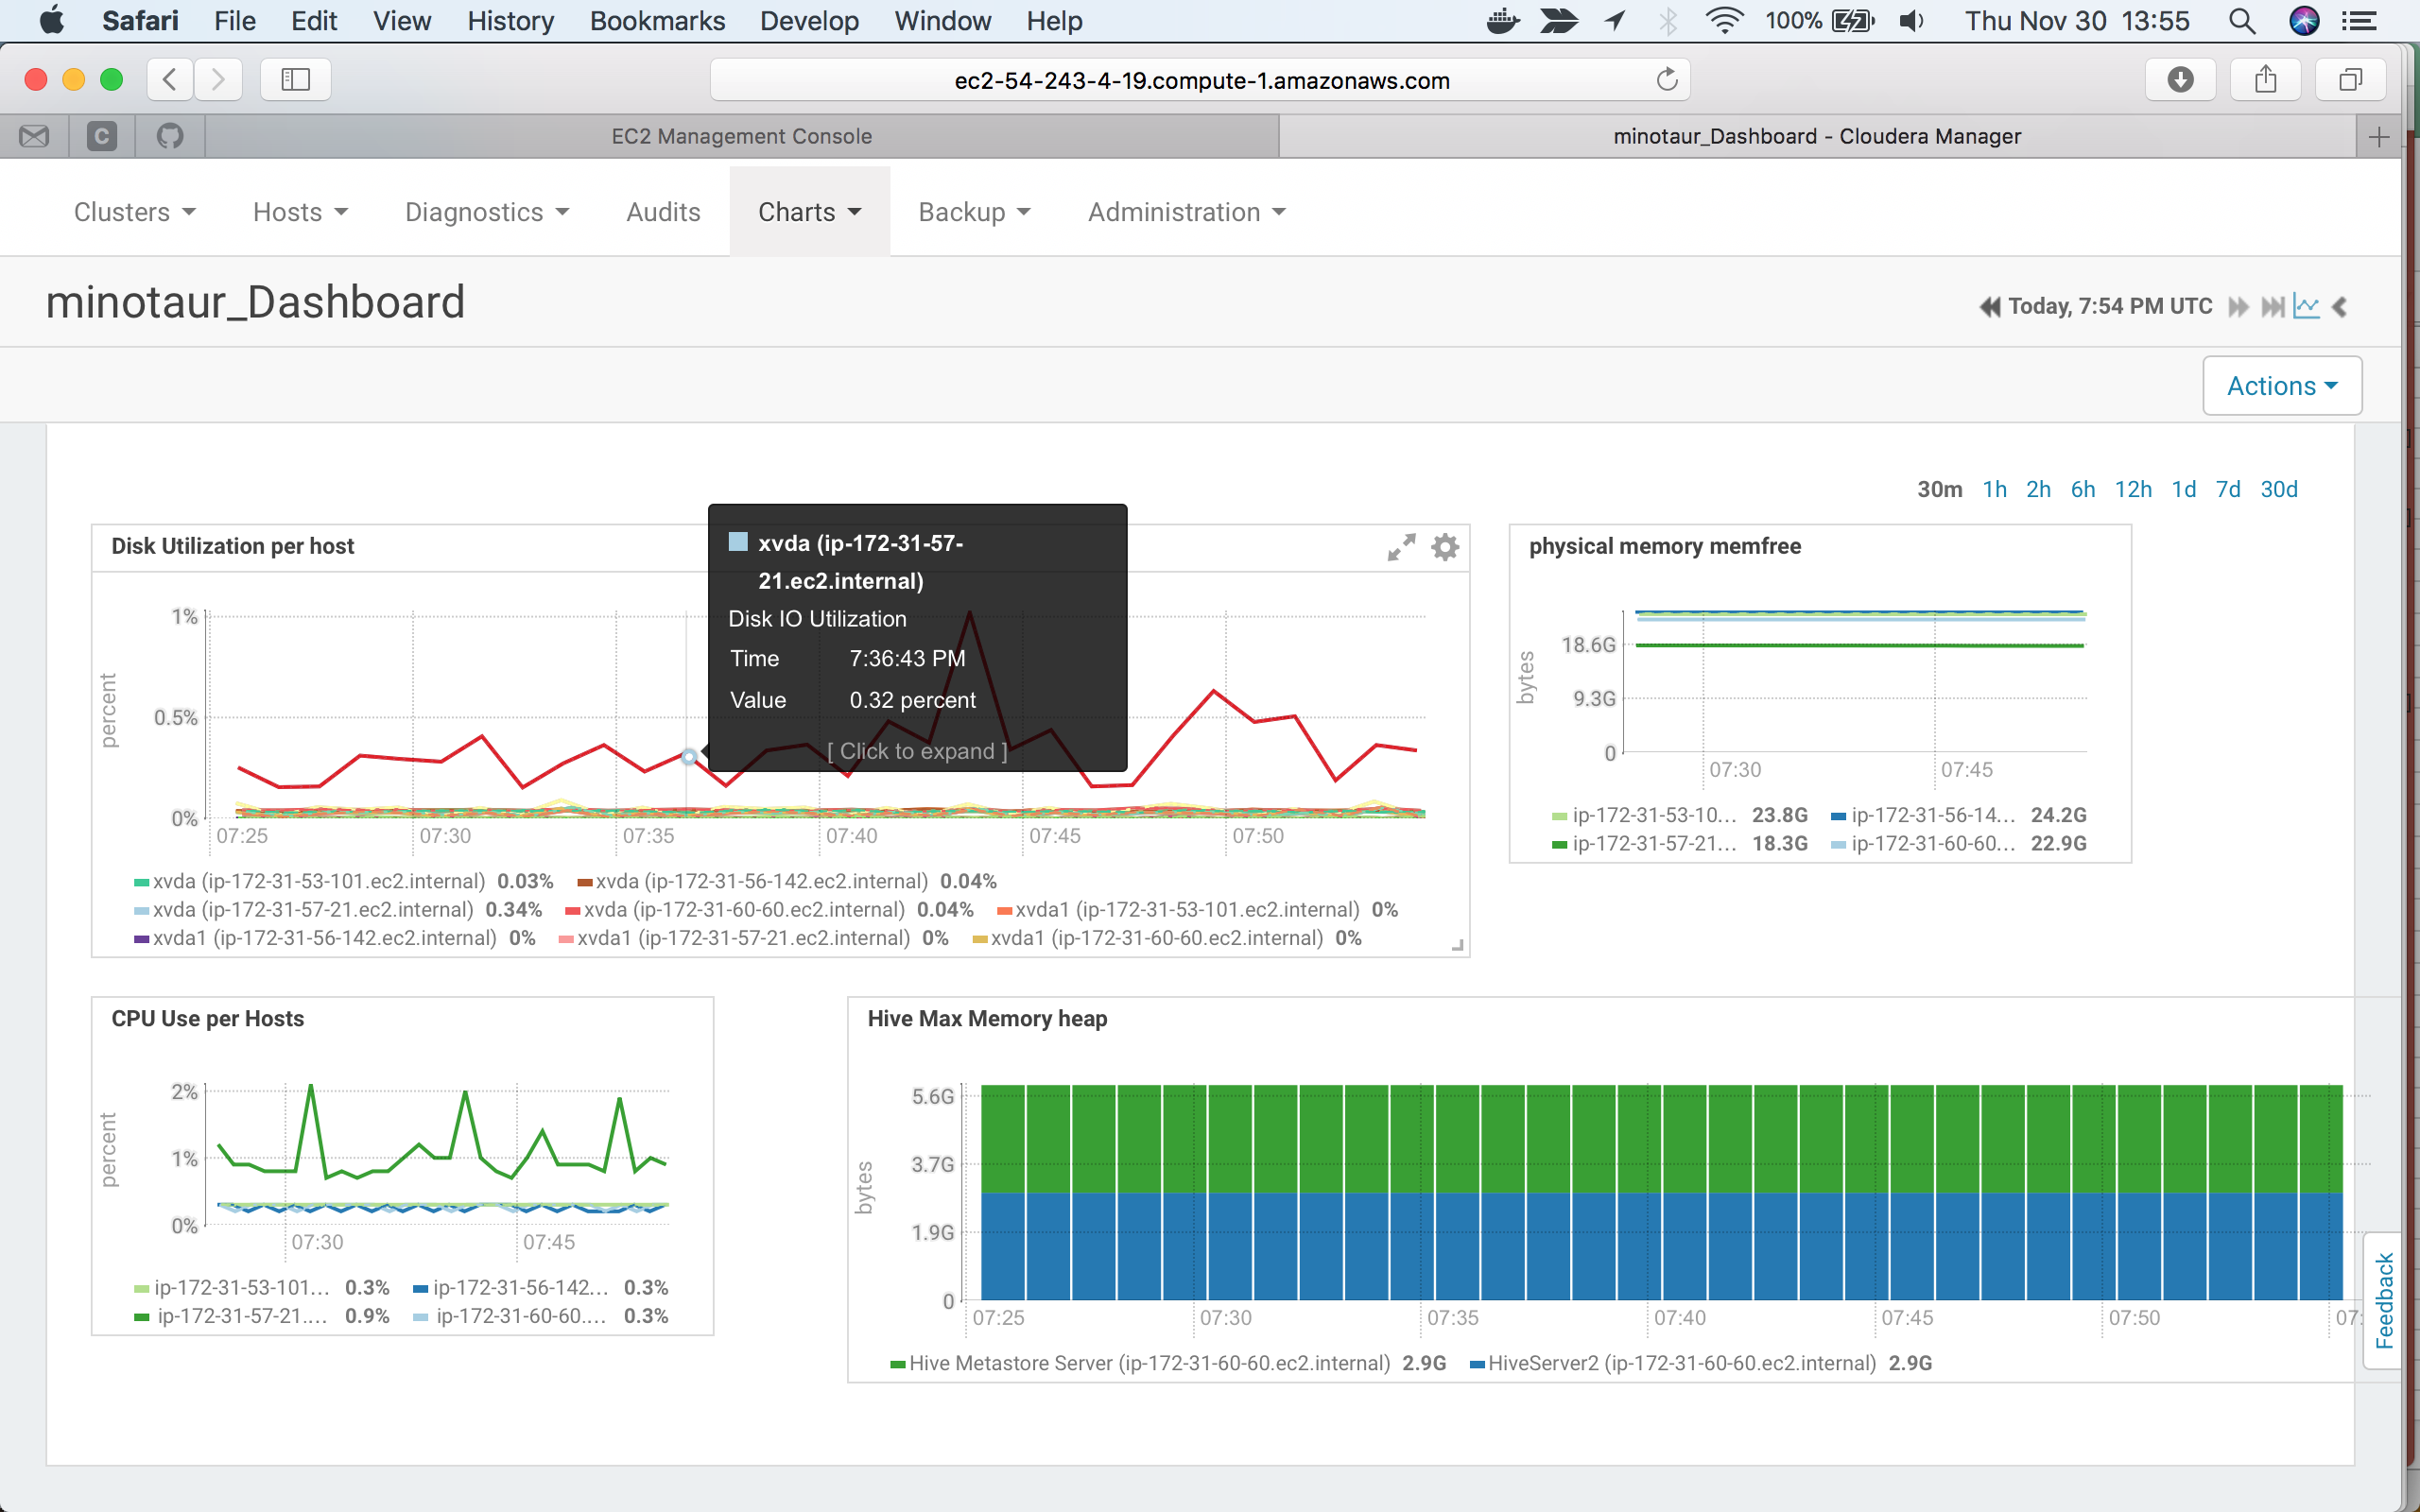 Safari File Edit View History Bookmarks Develop Window Help 100% Thu Nov 30 13:55
ec2-54-243-4-19.compute-1.amazonaws.com
C EC2 Management Console minotaur_Dashboard - Cloudera Manager
Clusters Hosts Diagnostics Audits Charts Backup Administration
minotaur_Dashboard Today, 7:54 PM UTC
Actions
30m 1h 2h 6h 12h 1d 7d 30d
Disk Utilization per host
xvda (ip-172-31-57-
21.ec2.internal)
Disk IO Utilization
Time 7:36:43 PM
Value 0.32 percent
[ Click to expand ]
percent
1%
0.5%
0%
07:25 07:30 07:35 07:40 07:45 07:50
xvda (ip-172-31-53-101.ec2.internal) 0.03% xvda (ip-172-31-56-142.ec2.internal) 0.04%
xvda (ip-172-31-57-21.ec2.internal) 0.34% xvda (ip-172-31-60-60.ec2.internal) 0.04% xvda1 (ip-172-31-53-101.ec2.internal) 0%
xvda1 (ip-172-31-56-142.ec2.internal) 0% xvda1 (ip-172-31-57-21.ec2.internal) 0% xvda1 (ip-172-31-60-60.ec2.internal) 0%
physical memory memfree
bytes
18.6G
9.3G
0
07:30 07:45
ip-172-31-53-10... 23.8G ip-172-31-56-14... 24.2G
ip-172-31-57-21... 18.3G ip-172-31-60-60... 22.9G
CPU Use per Hosts
percent
2%
1%
0%
07:30 07:45
ip-172-31-53-101... 0.3% ip-172-31-56-142... 0.3%
ip-172-31-57-21.... 0.9% ip-172-31-60-60.... 0.3%
Hive Max Memory heap
bytes
5.6G
3.7G
1.9G
0
07:25 07:30 07:35 07:40 07:45 07:50 07:
Hive Metastore Server (ip-172-31-60-60.ec2.internal) 2.9G HiveServer2 (ip-172-31-60-60.ec2.internal) 2.9G
Feedback